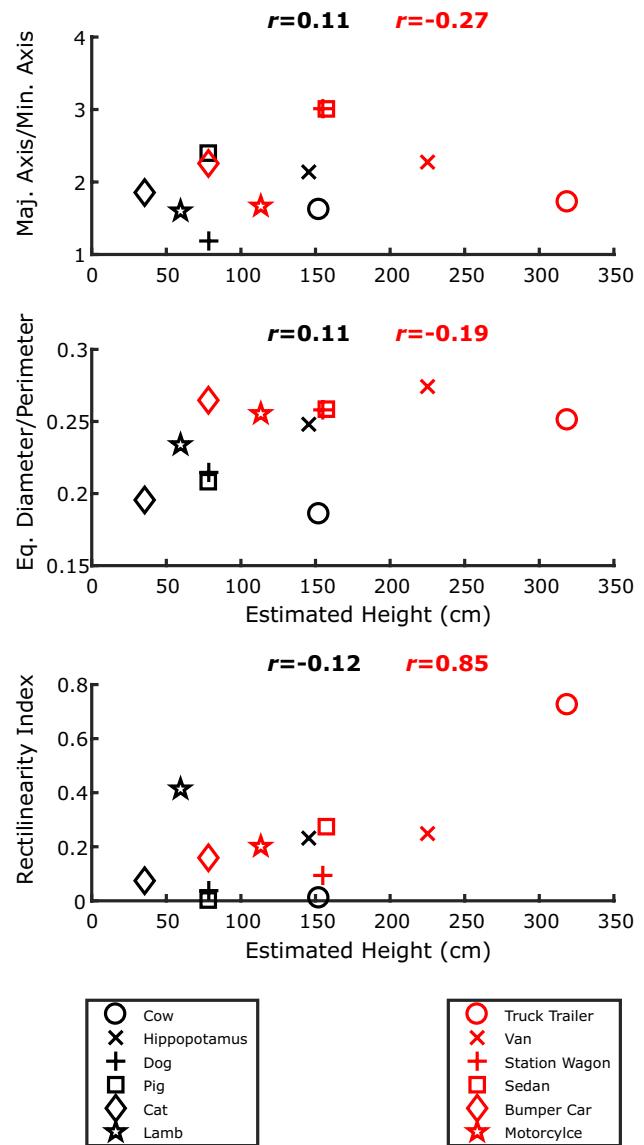 r=0.11 r=-0.27
Maj. Axis/Min. Axis
4
3
2
1
0 50 100 150 200 250 300 350
r=0.11 r=-0.19
Eq. Diameter/Perimeter
0.3
0.25
0.2
0.15
0 50 100 150 200 250 300 350
Estimated Height (cm)
r=-0.12 r=0.85
Rectilinearity Index
0.8
0.6
0.4
0.2
0
0 50 100 150 200 250 300 350
Estimated Height (cm)
Cow
Hippopotamus
Dog
Pig
Cat
Lamb
Truck Trailer
Van
Station Wagon
Sedan
Bumper Car
Motorcylce